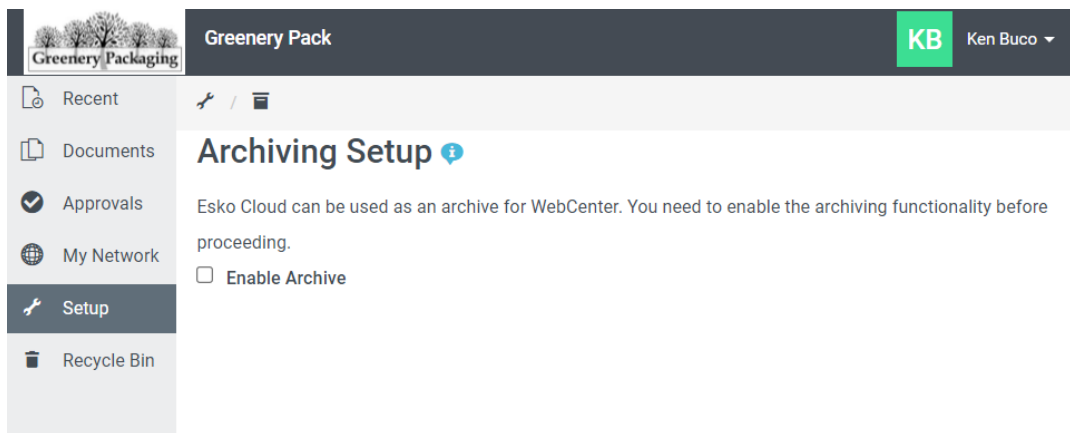 Greenery Packaging
Greenery Pack
KB
Ken Buco
Recent
Documents
Approvals
My Network
Setup
Recycle Bin
/
Archiving Setup
Esko Cloud can be used as an archive for WebCenter. You need to enable the archiving functionality before
proceeding.
Enable Archive